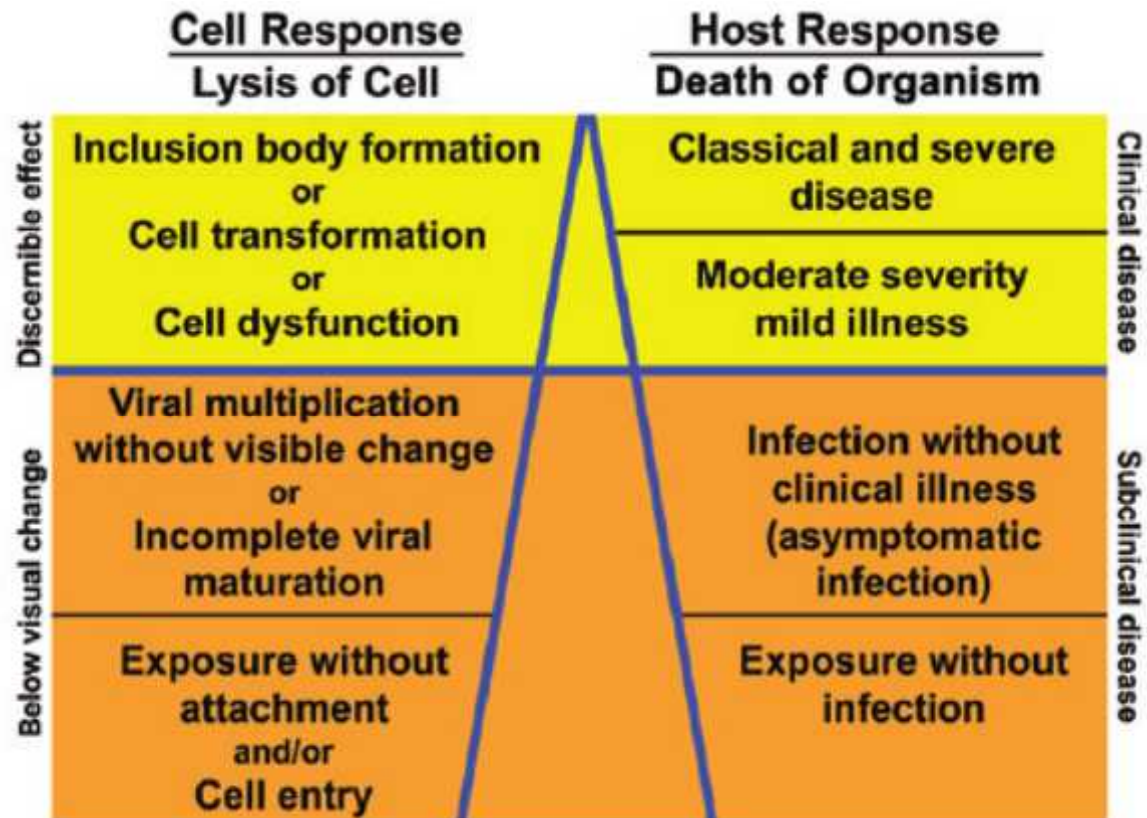 Cell Response
Lysis of Cell
Host Response
Death of Organism
Discernible effect
Inclusion body formation
or
Cell transformation
or
Cell dysfunction
Classical and severe
disease
Moderate severity
mild illness
Clinical disease
Below visual change
Viral multiplication
without visible change
or
Incomplete viral
maturation
Exposure without
attachment
and/or
Cell entry
Infection without
clinical illness
(asymptomatic
infection)
Exposure without
infection
Subclinical disease